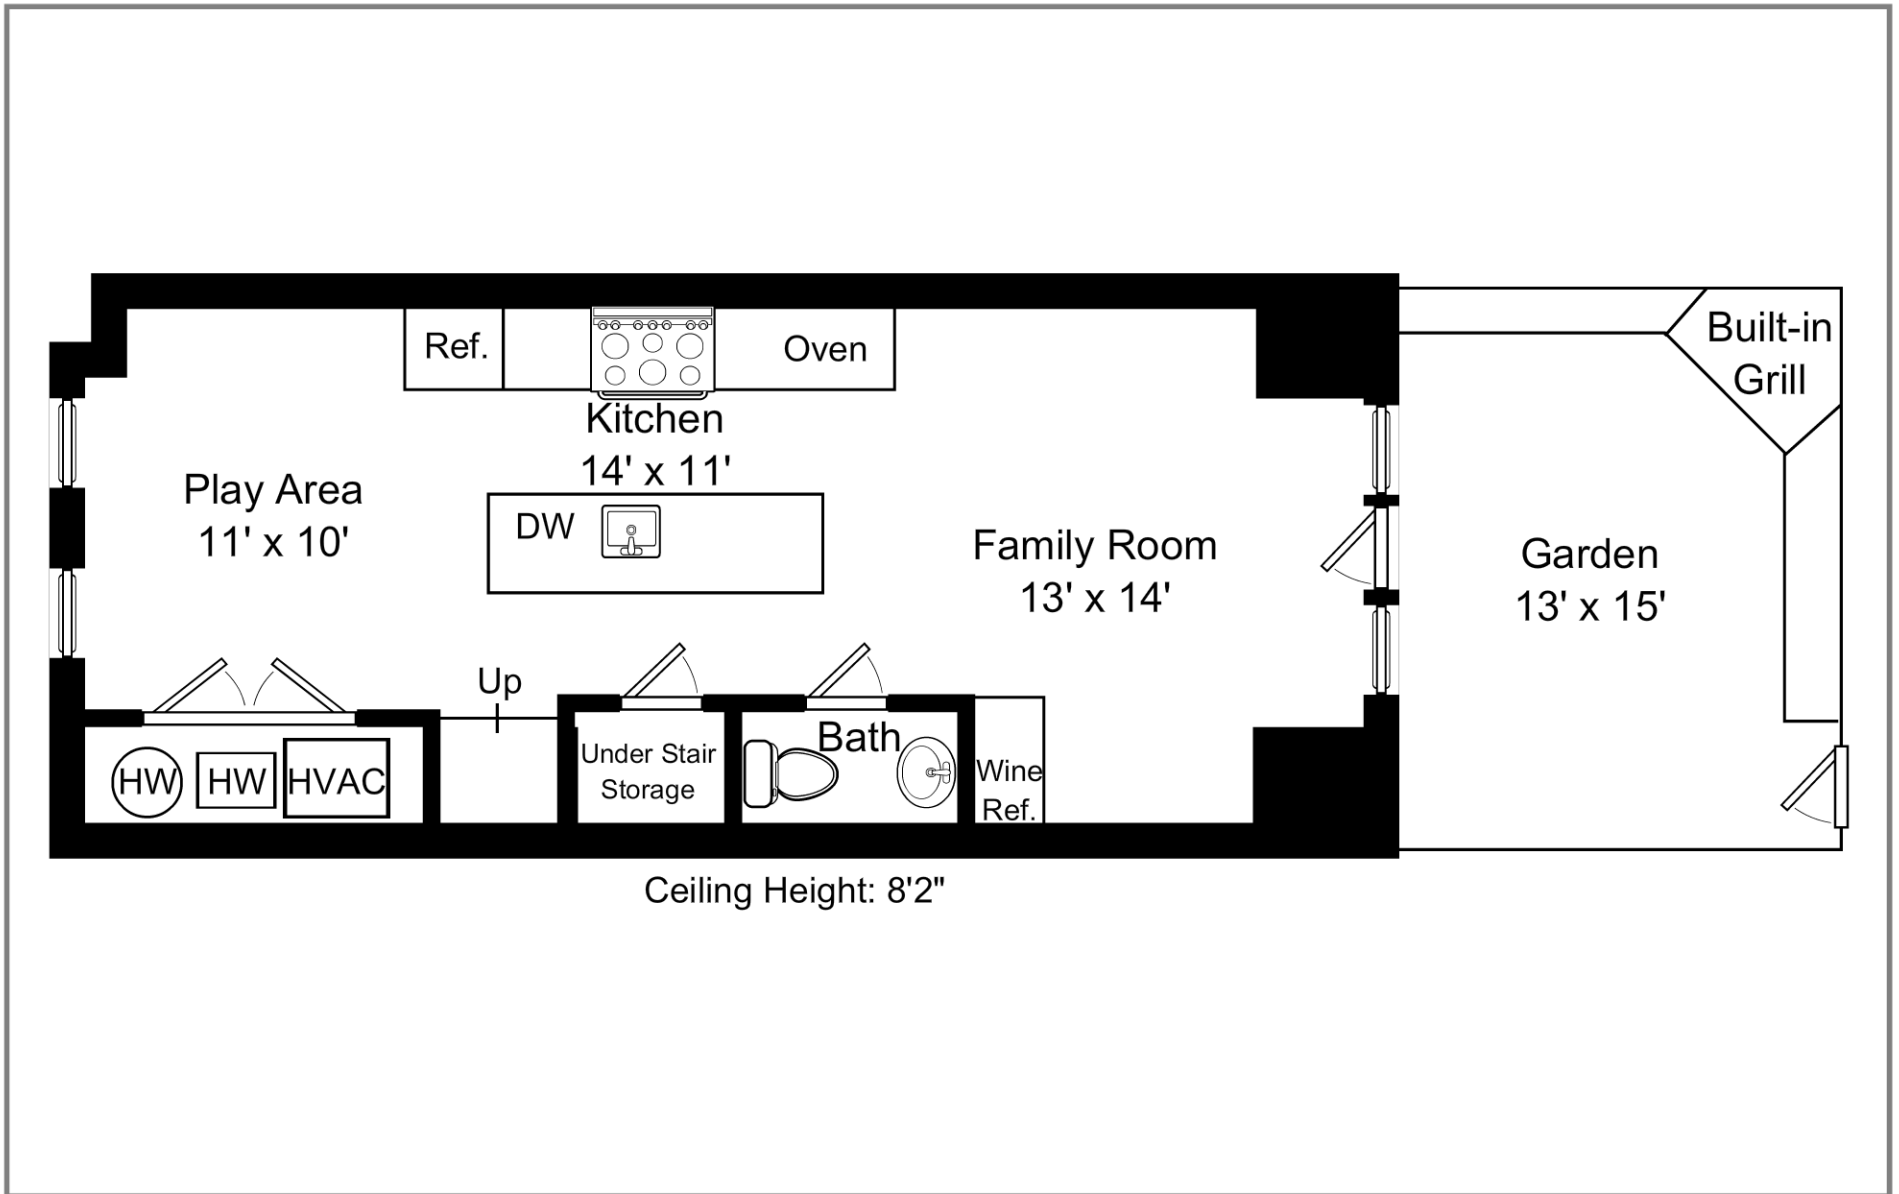 Built-in
Grill
Ref.
Oven
Kitchen
14' x 11'
Play Area
11' x 10'
DW
Family Room
13' x 14'
Garden
13' x 15'
Up
Under Stair
Storage
Bath
Wine
Ref.
HW
HW
HVAC
Ceiling Height: 8'2"